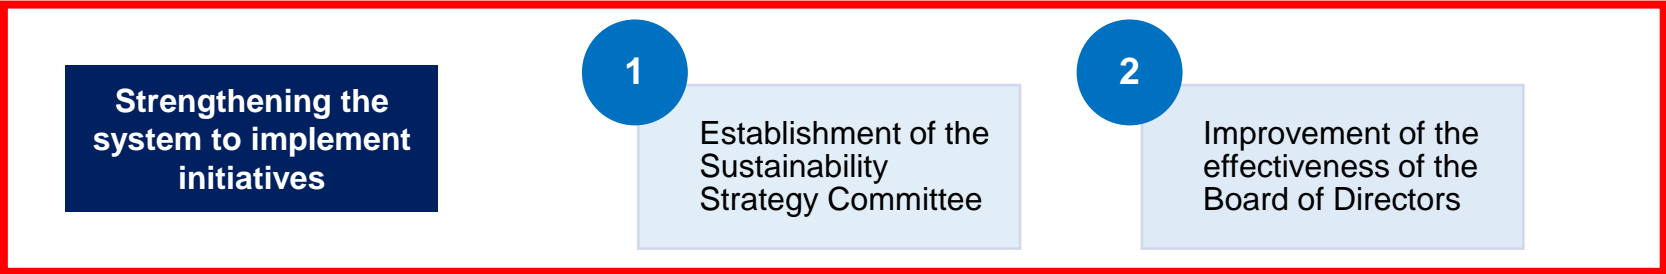 Strengthening the
system to implement
initiatives
1
Establishment of the
Sustainability
Strategy Committee
2
Improvement of the
effectiveness of the
Board of Directors